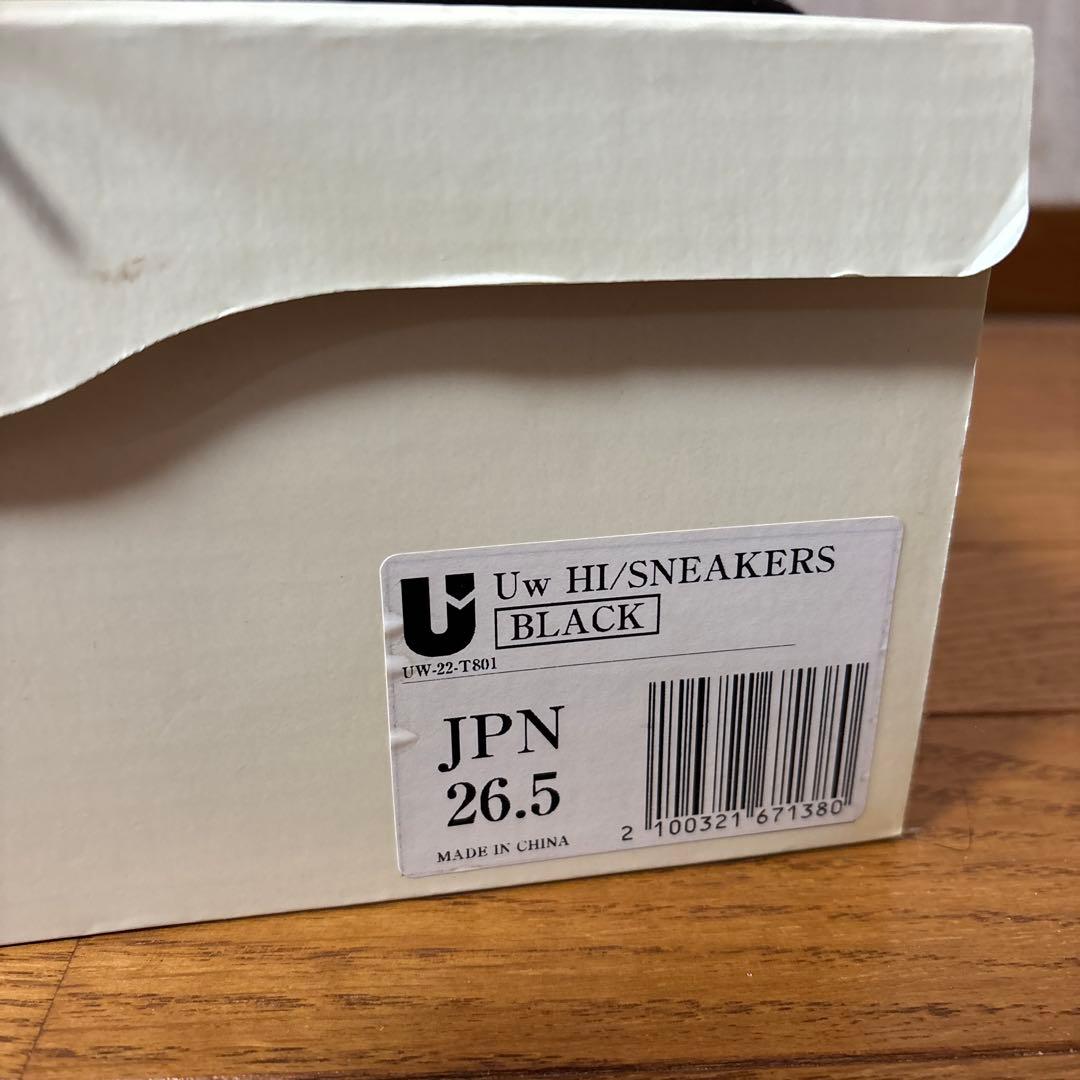 U
Uw HI/SNEAKERS
BLACK
UW-22-T801
JPN
26.5
MADE IN CHINA
2 100321 671380